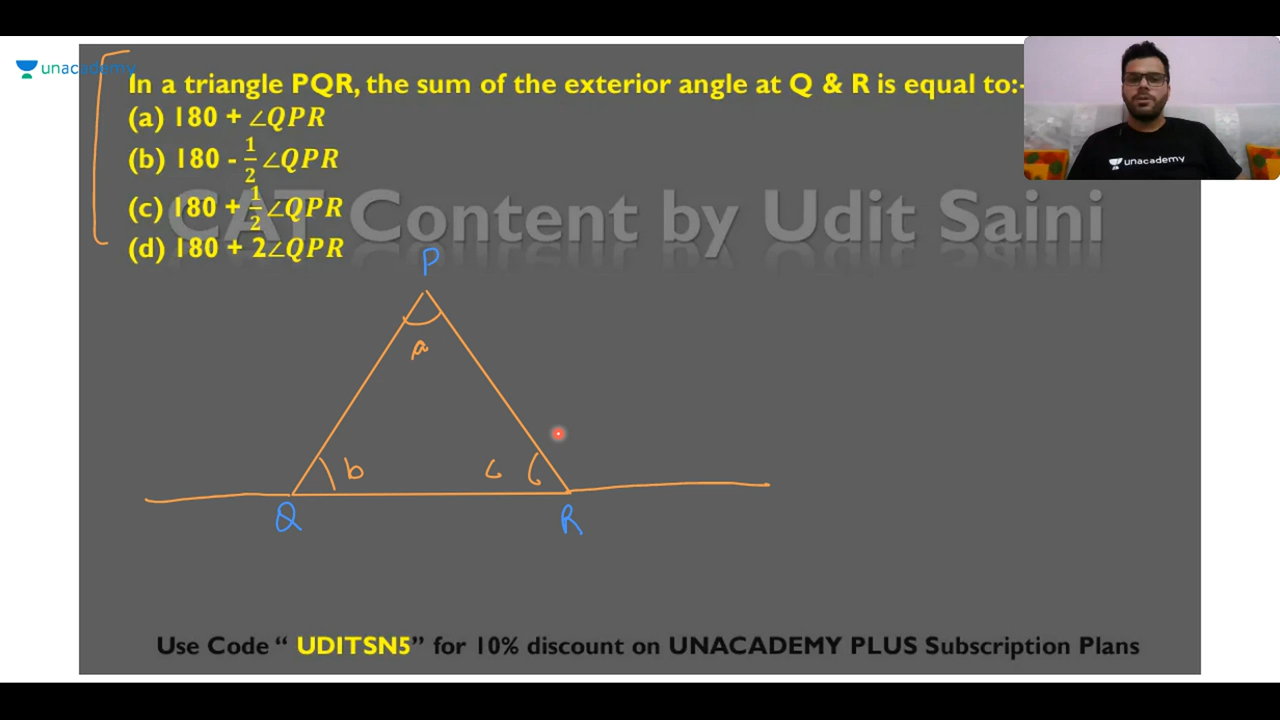 unacademy
In a triangle PQR, the sum of the exterior angle at Q & R is equal to:-
(a) 180 + ∠QPR
(b) 180 - 1/2 ∠QPR
(c) 180 + 1/2 ∠QPR
(d) 180 + 2∠QPR
CAT Content by Udit Saini
unacademy
P
a
b
c
Q
R
Use Code “ UDITSN5” for 10% discount on UNACADEMY PLUS Subscription Plans